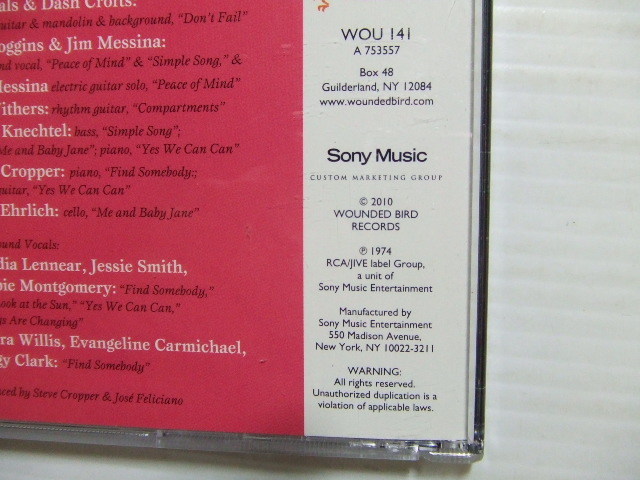 als & Dash Crofts:
uitar & mandolin & background, “Don't Fail”
oggins & Jim Messina:
nd vocal, “Peace of Mind” & “Simple Song,” &
essina electric guitar solo, “Peace of Mind”
ithers: rhythm guitar, “Compartments”
Knechtel: bass, “Simple Song”;
de and Baby Jane”; piano, “Yes We Can Can”
Cropper: piano, “Find Somebody:;
uitar, “Yes We Can Can”
Ehrlich: cello, “Me and Baby Jane”
ound Vocals:
dia Lennear, Jessie Smith,
bie Montgomery: “Find Somebody,”
ook at the Sun,” “Yes We Can Can,”
gs Are Changing”
ra Willis, Evangeline Carmichael,
gy Clark: “Find Somebody”
uced by Steve Cropper & José Feliciano
WOU 141
A 753557
Box 48
Guilderland, NY 12084
www.woundedbird.com
Sony Music
CUSTOM MARKETING GROUP
© 2010
WOUNDED BIRD
RECORDS
℗ 1974
RCA/JIVE label Group,
a unit of
Sony Music Entertainment
Manufactured by
Sony Music Entertainment
550 Madison Avenue,
New York, NY 10022-3211
WARNING:
All rights reserved.
Unauthorized duplication is a
violation of applicable laws.